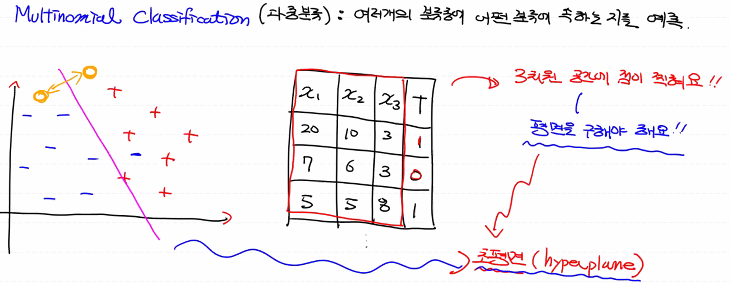 Multinomial Classification (다중분류) : 여러개의 분류중에 어떤 분류에 속하는지를 예측.
x₁ x₂ x₃ T
20 10 3 1
7 6 3 0
5 5 8 1
3차원 공간에 점이 찍혀요!!
평면을 구해야 해요!!
초평면 (hyperplane)